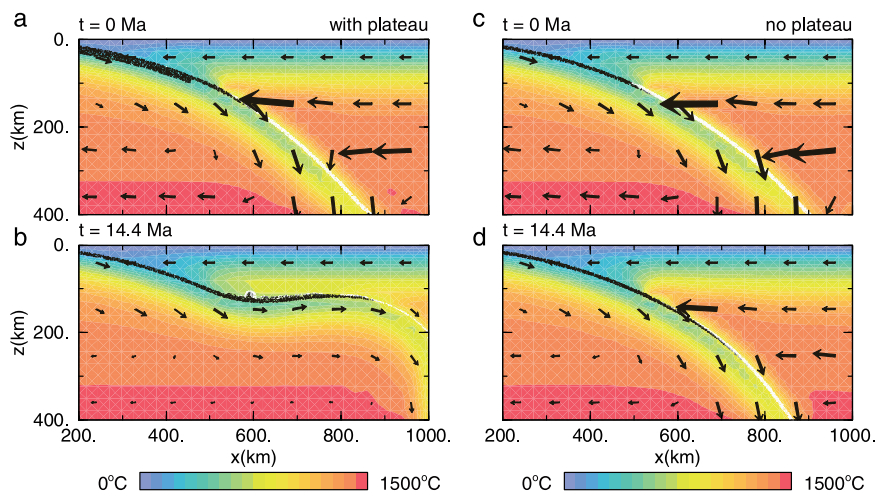 a t = 0 Ma with plateau
0.
200.
400.
z(km)
b t = 14.4 Ma
0.
200.
400.
z(km)
200. 400. 600. 800. 1000.
x(km)
0°C 1500°C
c t = 0 Ma no plateau
d t = 14.4 Ma
200. 400. 600. 800. 1000.
x(km)
0°C 1500°C